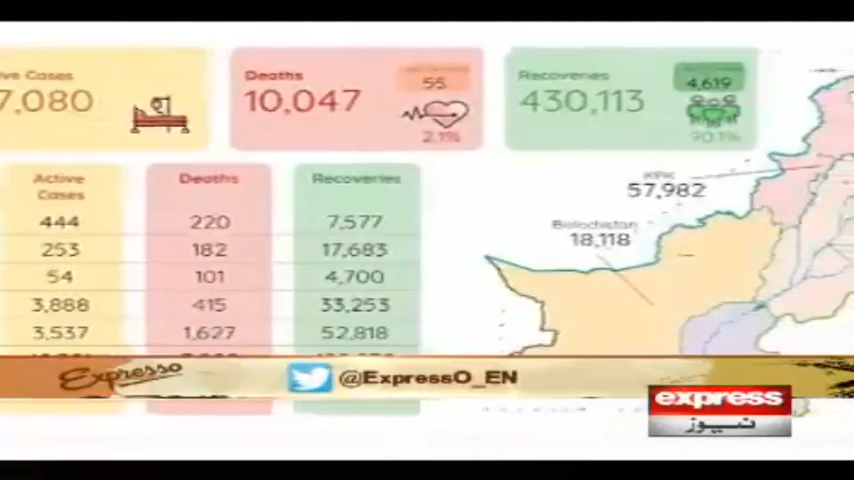 ve Cases
7,080
Deaths
10,047
55
2.1%
Recoveries
430,113
4,619
90.1%
Active Cases
Deaths
Recoveries
444 220 7,577
253 182 17,683
54 101 4,700
3,888 415 33,253
3,537 1,627 52,818
KPK
57,982
Balochistan
18,118
Expresso
@ExpressO_EN
express
نیوز